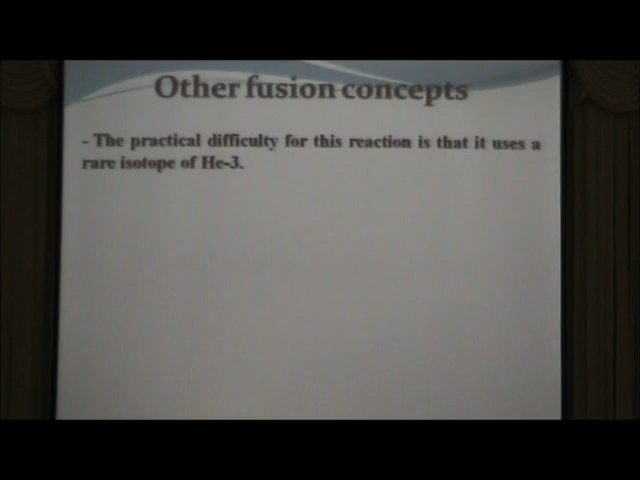 Other fusion concepts
- The practical difficulty for this reaction is that it uses a
rare isotope of He-3.